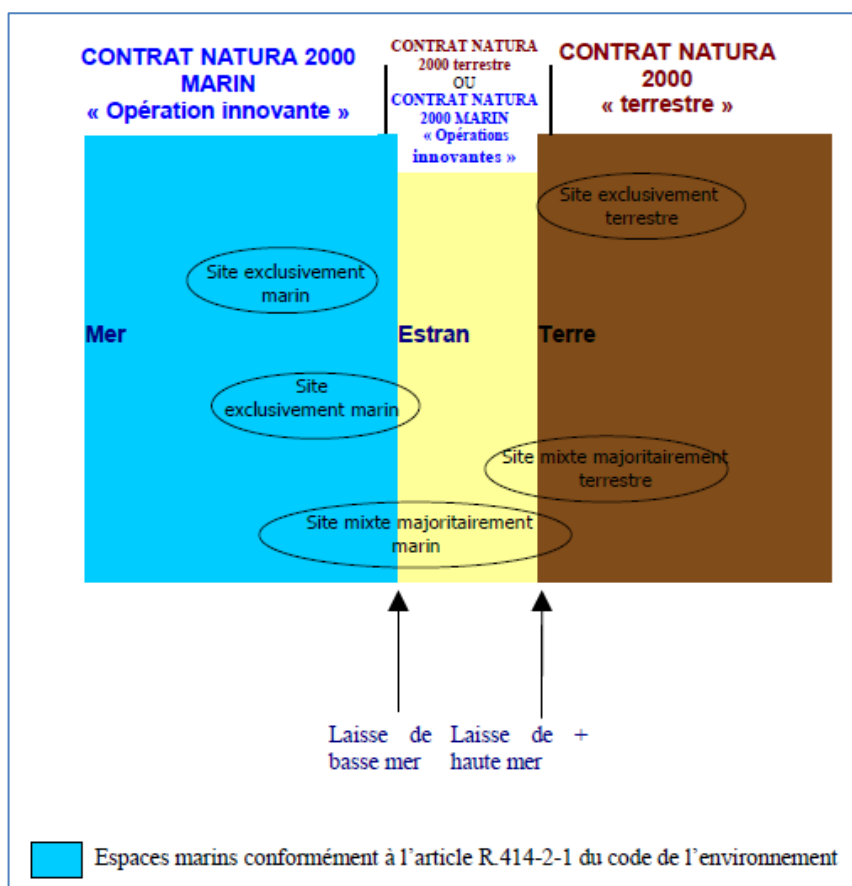 CONTRAT NATURA 2000
MARIN
« Opération innovante »
CONTRAT NATURA
2000 terrestre
OU
CONTRAT NATURA
2000 MARIN
« Opérations
innovantes »
CONTRAT NATURA
2000
« terrestre »
Site exclusivement
terrestre
Site exclusivement
marin
Mer
Estran
Terre
Site
exclusivement marin
Site mixte majoritairement
terrestre
Site mixte majoritairement
marin
Laisse de
basse mer
Laisse de +
haute mer
Espaces marins conformément à l'article R.414-2-1 du code de l'environnement